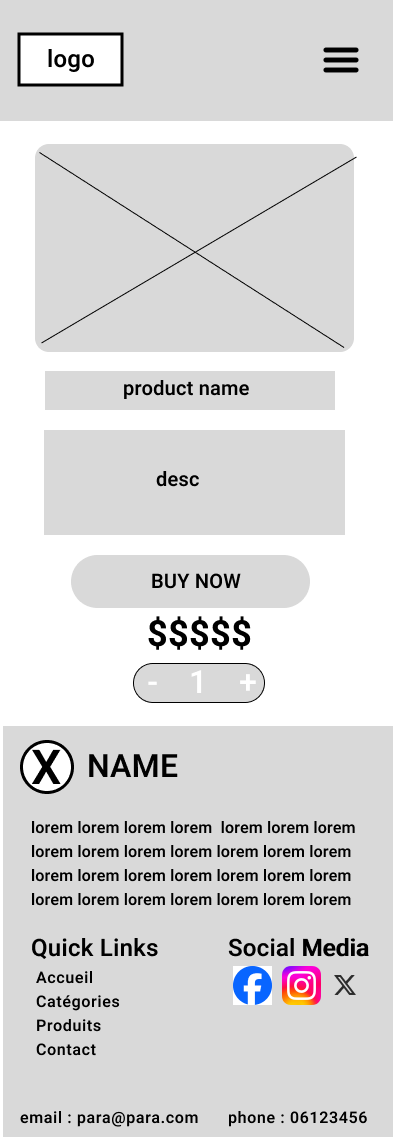 logo
product name
desc
BUY NOW
$$$$$
- 1 +
X NAME
lorem lorem lorem lorem  lorem lorem lorem
lorem lorem lorem lorem lorem lorem lorem
lorem lorem lorem lorem lorem lorem lorem
lorem lorem lorem lorem lorem lorem lorem
Quick Links
Accueil
Catégories
Produits
Contact
Social Media
email : para@para.com
phone : 06123456